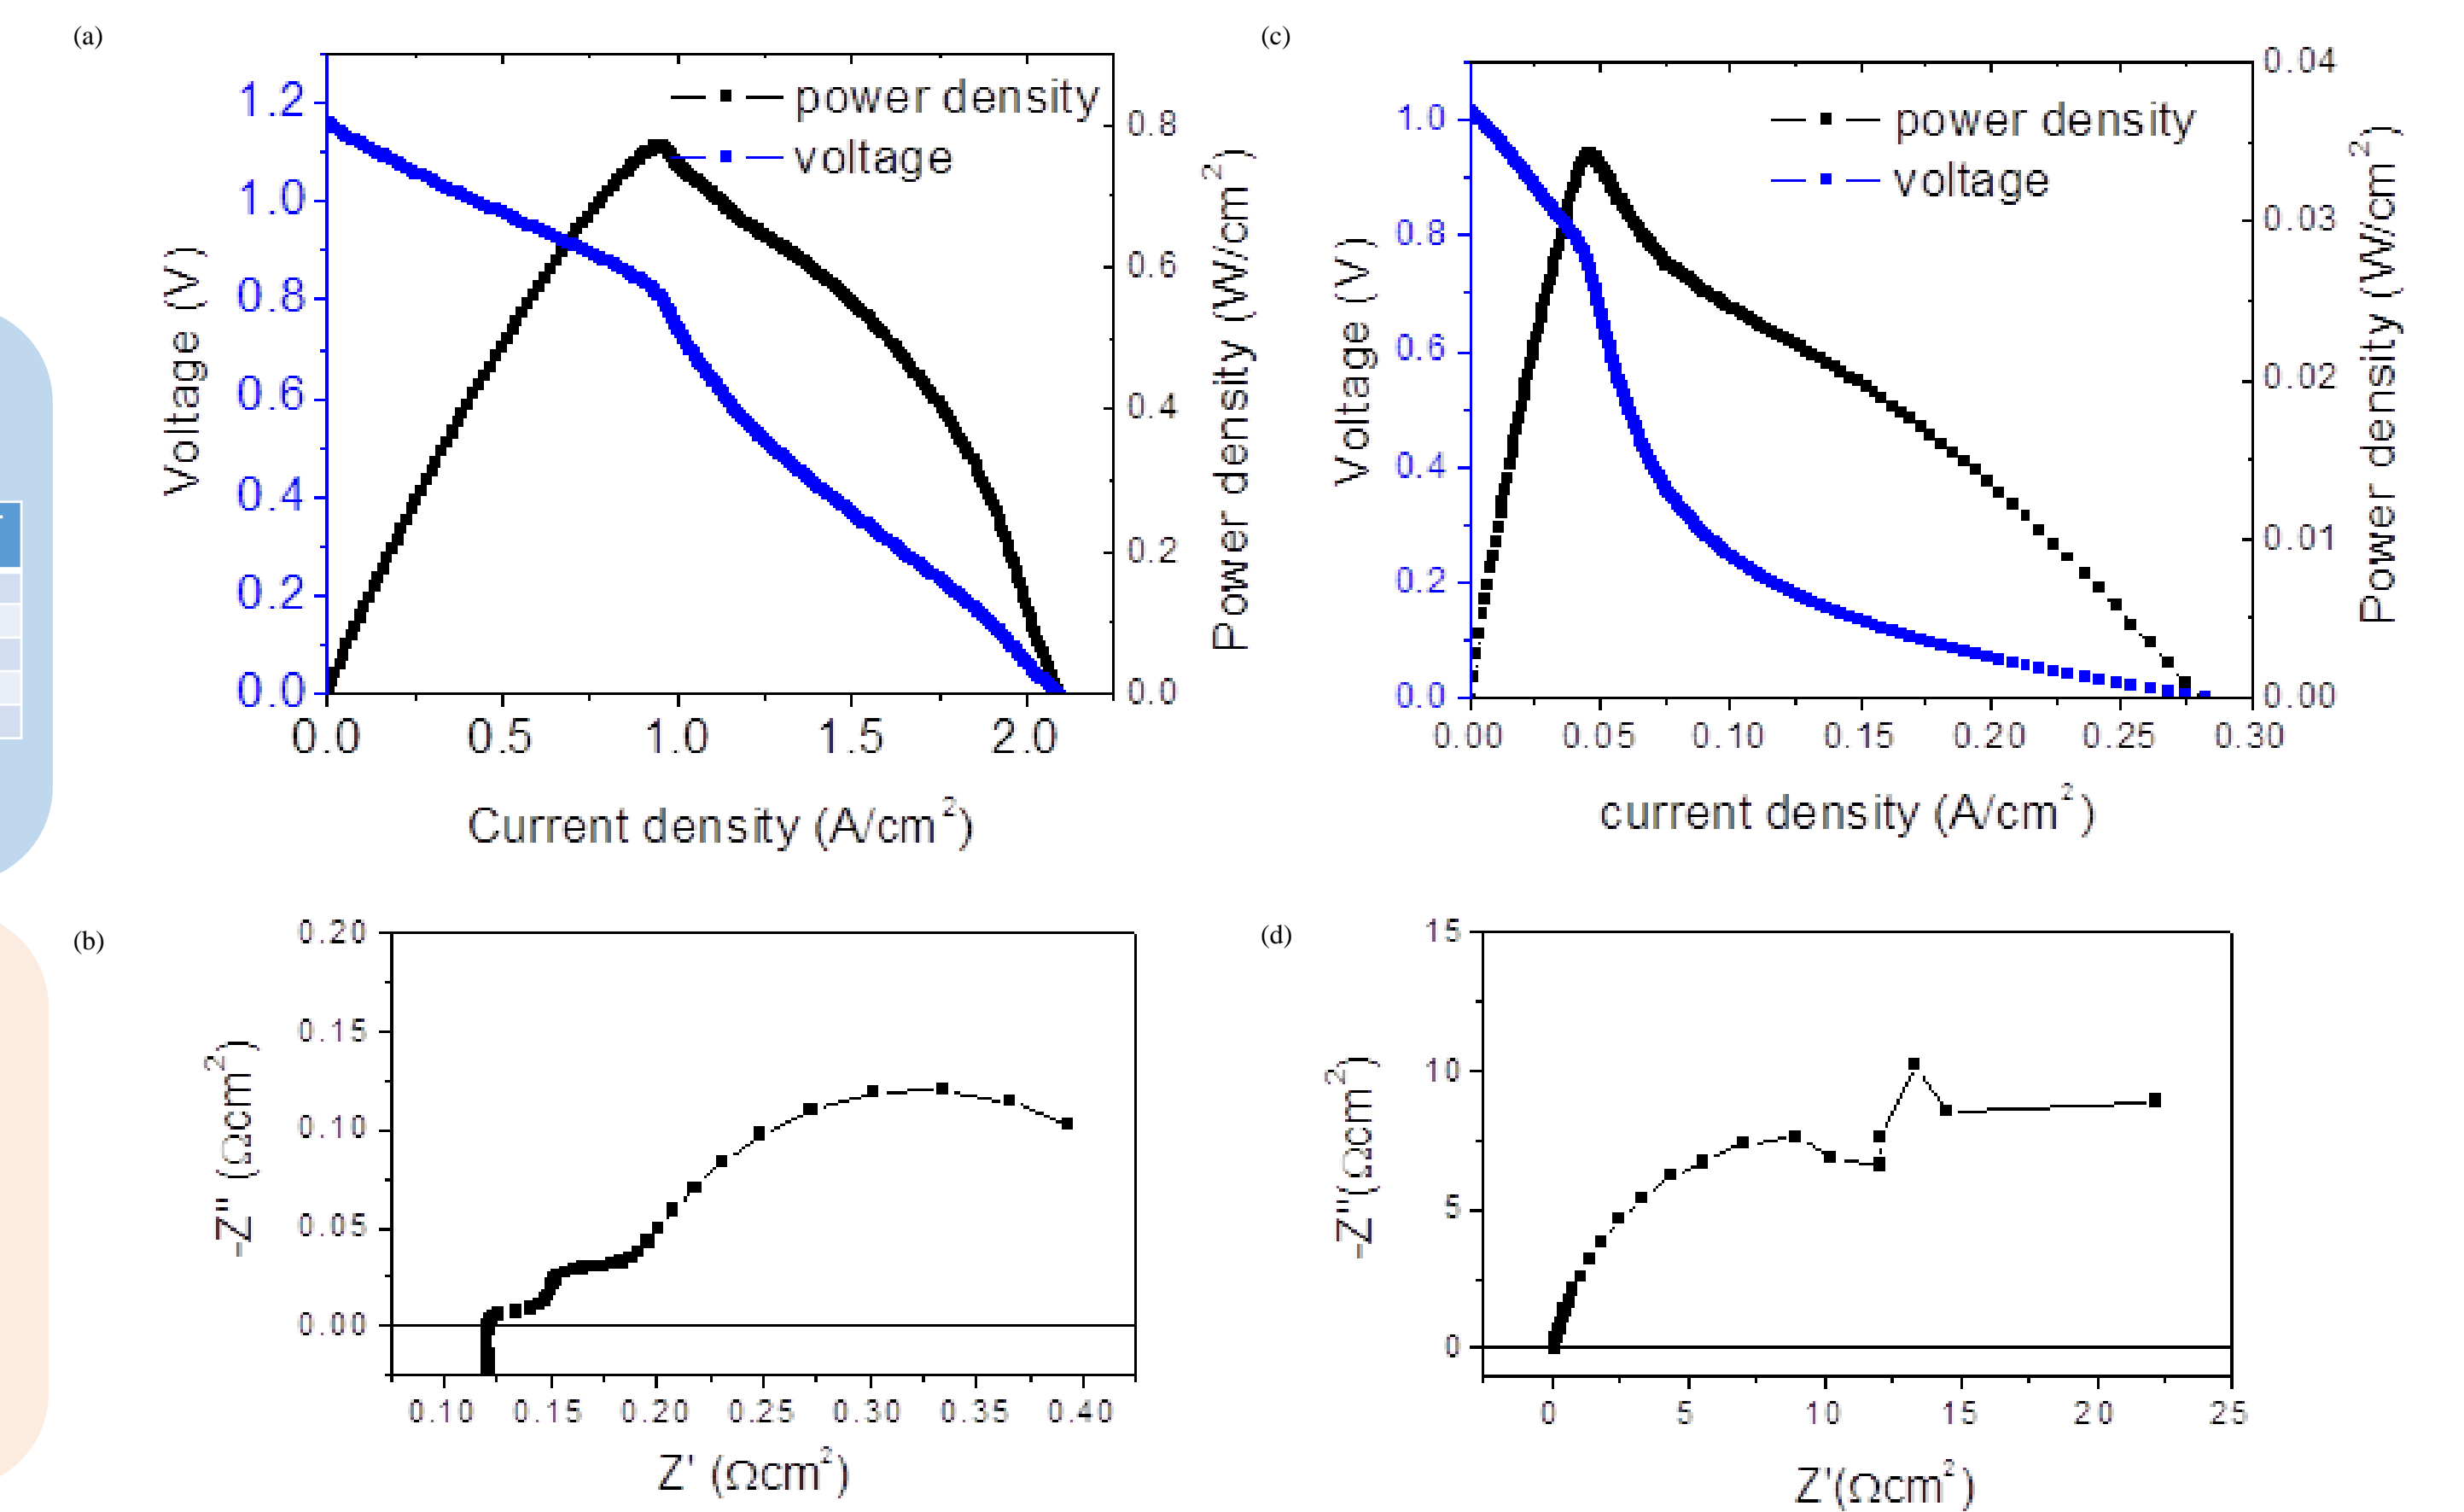 (a)
power density
voltage
1.2
1.0
0.8
0.6
0.4
0.2
0.0
Voltage (V)
0.8
0.6
0.4
0.2
0.0
Power density (W/cm²)
0.0 0.5 1.0 1.5 2.0
Current density (A/cm²)
(c)
power density
voltage
1.0
0.8
0.6
0.4
0.2
0.0
Voltage (V)
0.04
0.03
0.02
0.01
0.00
Power density (W/cm²)
0.00 0.05 0.10 0.15 0.20 0.25 0.30
current density (A/cm²)
(b)
0.20
0.15
0.10
0.05
0.00
-Z'' (Ωcm²)
0.10 0.15 0.20 0.25 0.30 0.35 0.40
Z' (Ωcm²)
(d)
15
10
5
0
-Z''(Ωcm²)
0 5 10 15 20 25
Z'(Ωcm²)